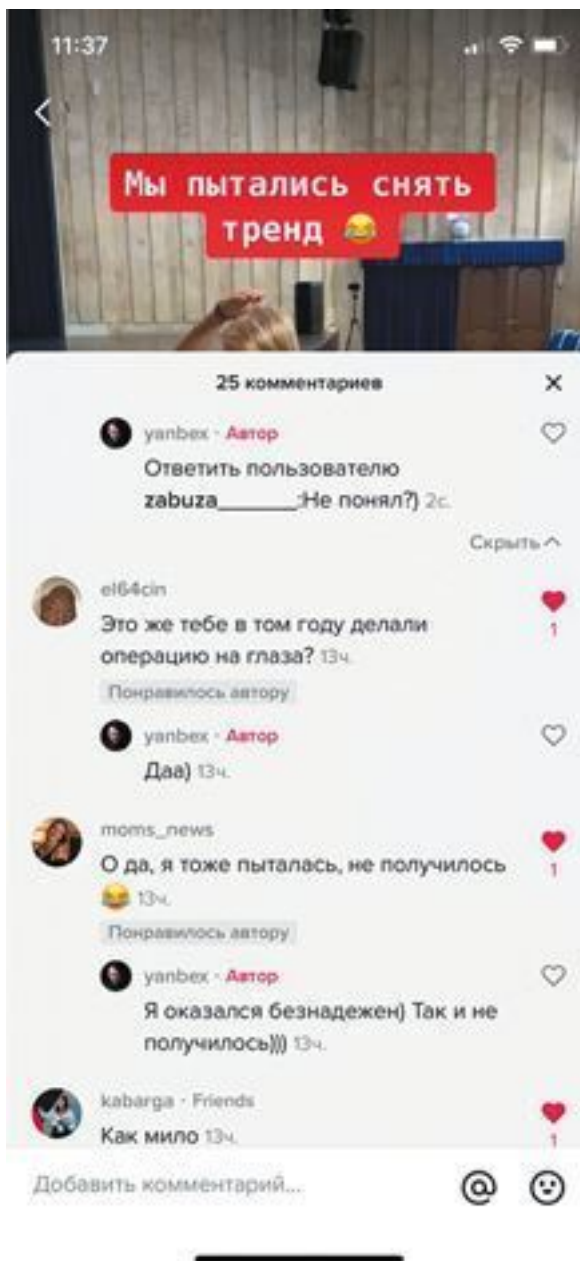 11:37
Мы пытались снять
тренд 😂
25 комментариев
yanbex · Автор
Ответить пользователю
zabuza_______:Не понял?) 2с.
Скрыть
el64cin
Это же тебе в том году делали
операцию на глаза? 13ч.
Понравилось автору
1
yanbex · Автор
Даа) 13ч.
moms_news
О да, я тоже пыталась, не получилось
😂 13ч.
Понравилось автору
1
yanbex · Автор
Я оказался безнадежен) Так и не
получилось))) 13ч.
kabarga · Friends
Как мило 13ч.
1
Добавить комментарий...